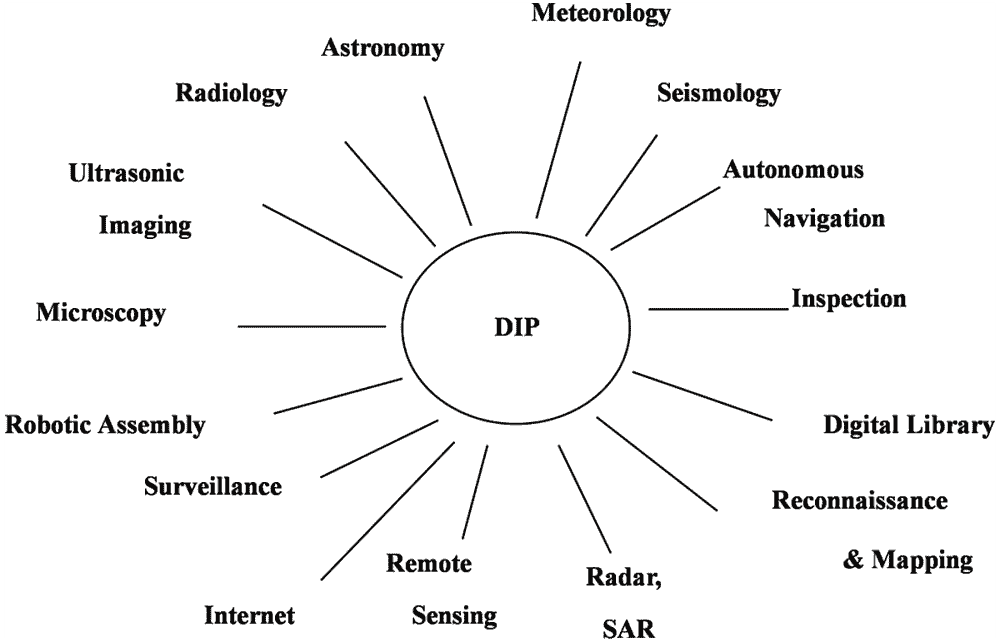 Meteorology
Astronomy
Radiology
Seismology
Ultrasonic
Imaging
Autonomous
Navigation
Microscopy
Inspection
DIP
Robotic Assembly
Digital Library
Surveillance
Reconnaissance
& Mapping
Remote
Sensing
Radar,
SAR
Internet